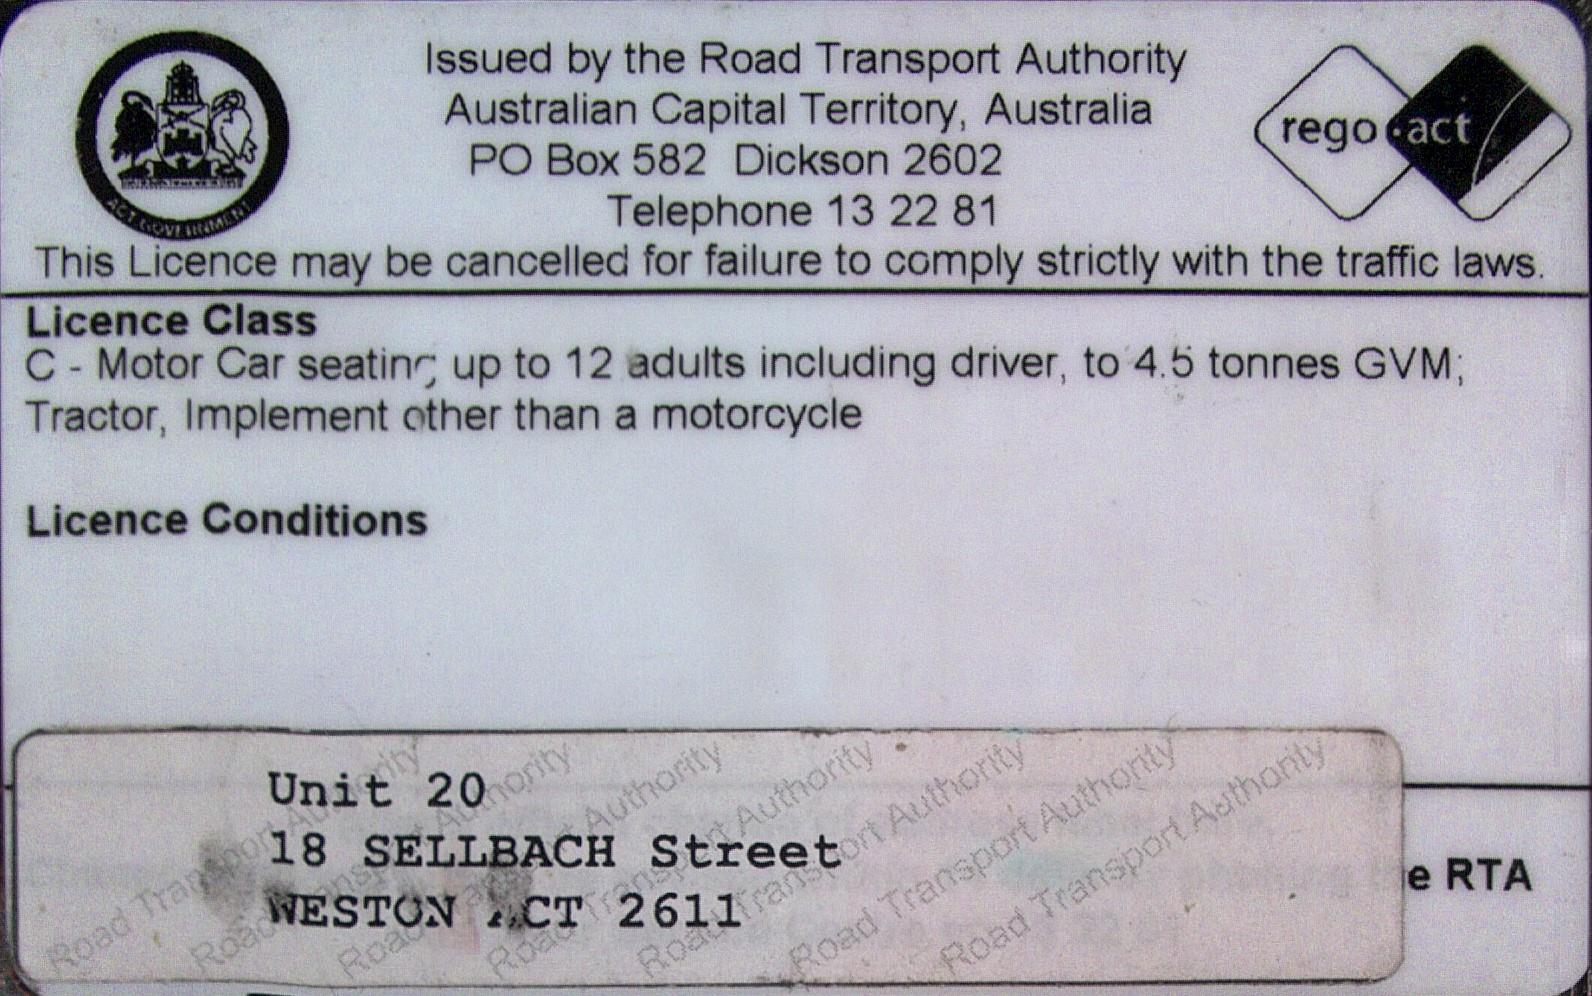 Issued by the Road Transport Authority
Australian Capital Territory, Australia
PO Box 582 Dickson 2602
Telephone 13 22 81
ACT GOVERNMENT
rego act
This Licence may be cancelled for failure to comply strictly with the traffic laws.
Licence Class
C - Motor Car seating up to 12 adults including driver, to 4.5 tonnes GVM;
Tractor, Implement other than a motorcycle
Licence Conditions
Unit 20
18 SELLBACH Street
WESTON ACT 2611
Road Transport Authority Road Transport Authority Road Transport Authority Road Transport Authority Road Transport Authority Road Transport Authority Road Transport Authority
RTA